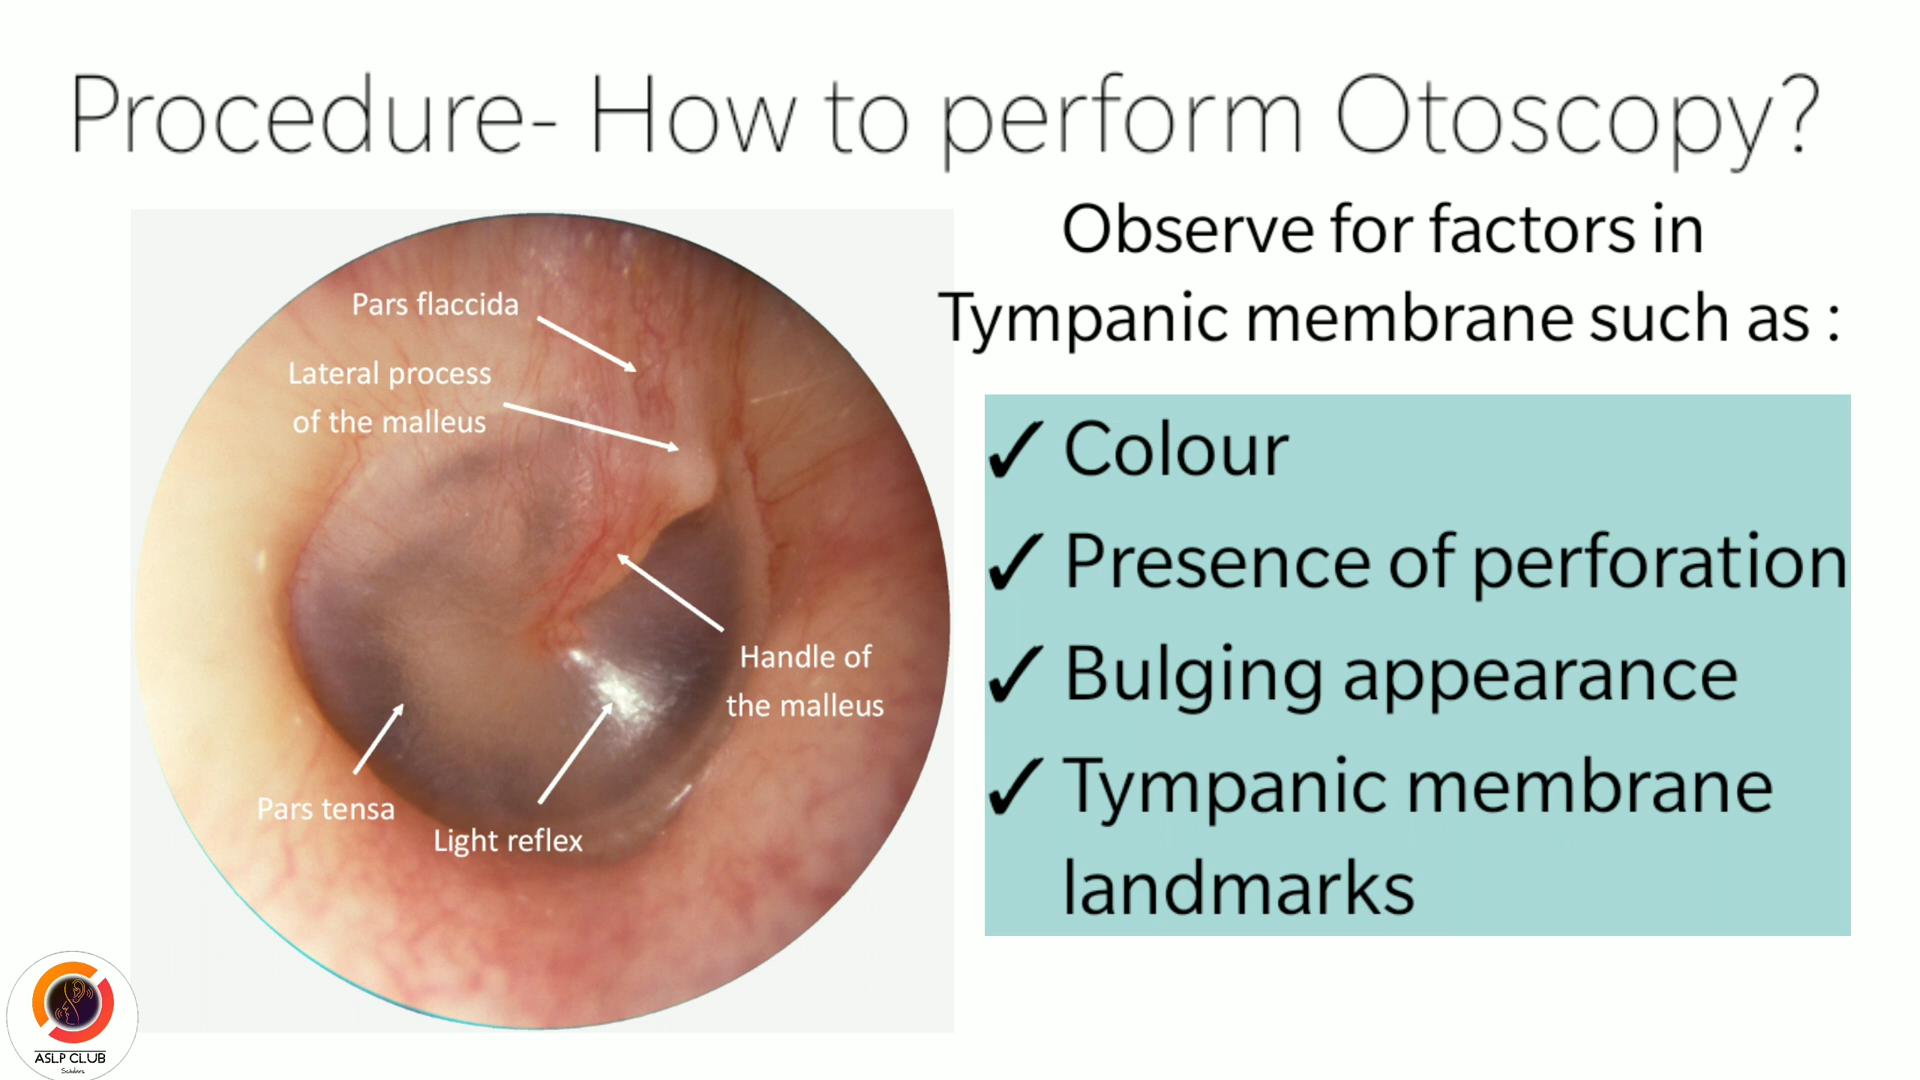 Procedure- How to perform Otoscopy?
Observe for factors in
Tympanic membrane such as :
Pars flaccida
Lateral process
of the malleus
Handle of
the malleus
Pars tensa
Light reflex
✓ Colour
✓ Presence of perforation
✓ Bulging appearance
✓ Tympanic membrane
landmarks
ASLP CLUB
Scholars